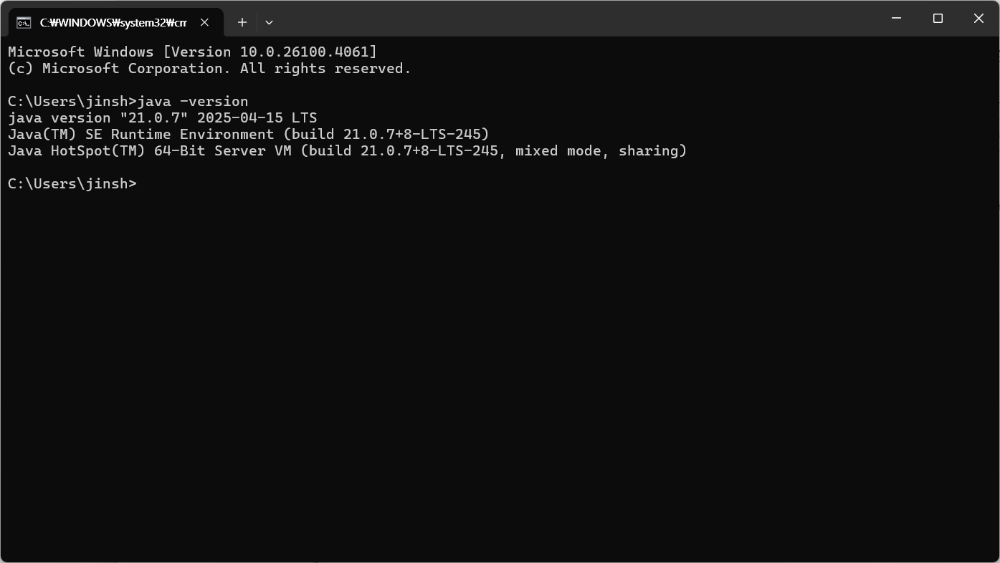 C:₩WINDOWS₩system32₩cm
Microsoft Windows [Version 10.0.26100.4061]
(c) Microsoft Corporation. All rights reserved.
C:\Users\jinsh>java -version
java version "21.0.7" 2025-04-15 LTS
Java(TM) SE Runtime Environment (build 21.0.7+8-LTS-245)
Java HotSpot(TM) 64-Bit Server VM (build 21.0.7+8-LTS-245, mixed mode, sharing)
C:\Users\jinsh>